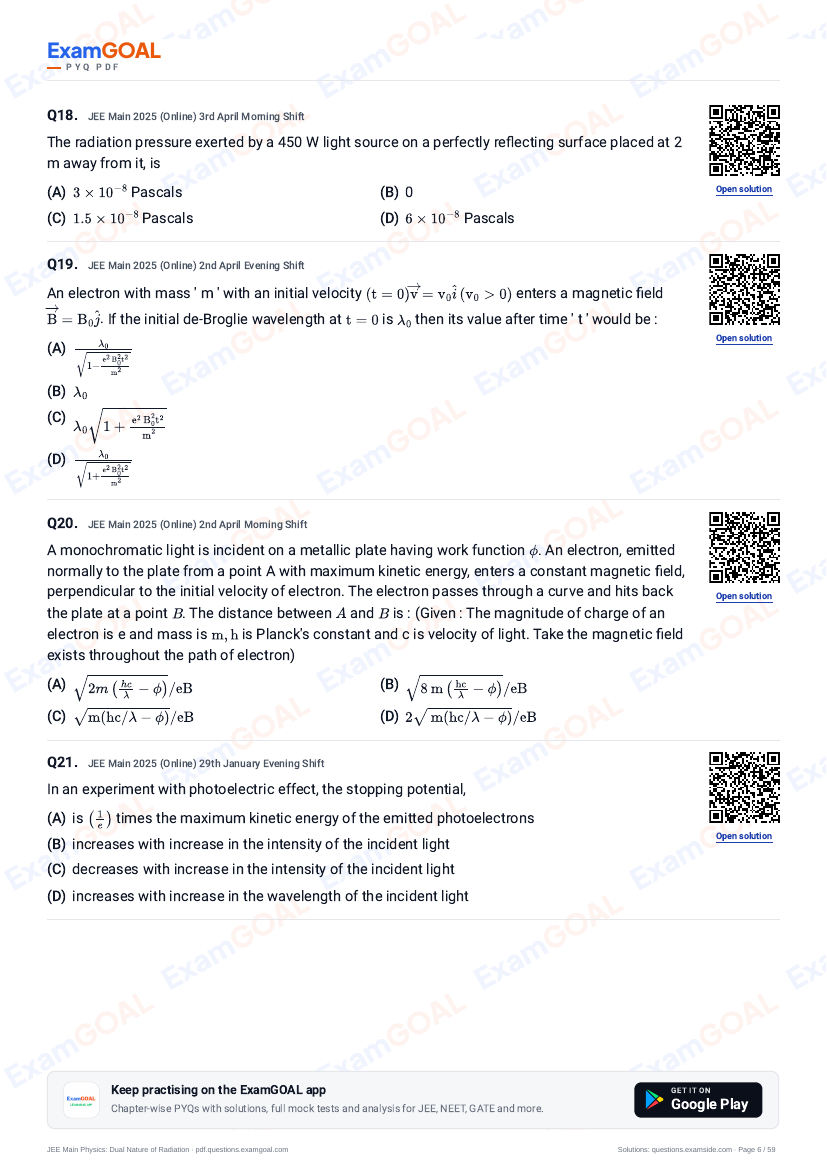 ExamGOAL
PYQ PDF
Q18. JEE Main 2025 (Online) 3rd April Morning Shift
The radiation pressure exerted by a 450 W light source on a perfectly reflecting surface placed at 2
m away from it, is
(A) 3 × 10⁻⁸ Pascals (B) 0
(C) 1.5 × 10⁻⁸ Pascals (D) 6 × 10⁻⁸ Pascals
Open solution
Q19. JEE Main 2025 (Online) 2nd April Evening Shift
An electron with mass ' m ' with an initial velocity (t = 0)v⃗ = v₀î (v₀ > 0) enters a magnetic field
B⃗ = B₀ĵ. If the initial de-Broglie wavelength at t = 0 is λ₀ then its value after time ' t ' would be :
(A) λ₀/√(1−e²B₀²t²/m²)
(B) λ₀
(C) λ₀√(1 + e²B₀²t²/m²)
(D) λ₀/√(1+e²B₀²t²/m²)
Open solution
Q20. JEE Main 2025 (Online) 2nd April Morning Shift
A monochromatic light is incident on a metallic plate having work function ϕ. An electron, emitted
normally to the plate from a point A with maximum kinetic energy, enters a constant magnetic field,
perpendicular to the initial velocity of electron. The electron passes through a curve and hits back
the plate at a point B. The distance between A and B is : (Given : The magnitude of charge of an
electron is e and mass is m, h is Planck's constant and c is velocity of light. Take the magnetic field
exists throughout the path of electron)
(A) √(2m (hc/λ − ϕ))/eB (B) √(8 m (hc/λ − ϕ))/eB
(C) √(m(hc/λ − ϕ))/eB (D) 2√(m(hc/λ − ϕ))/eB
Open solution
Q21. JEE Main 2025 (Online) 29th January Evening Shift
In an experiment with photoelectric effect, the stopping potential,
(A) is (1/e) times the maximum kinetic energy of the emitted photoelectrons
(B) increases with increase in the intensity of the incident light
(C) decreases with increase in the intensity of the incident light
(D) increases with increase in the wavelength of the incident light
Open solution
ExamGOAL
Keep practising on the ExamGOAL app
Chapter-wise PYQs with solutions, full mock tests and analysis for JEE, NEET, GATE and more.
GET IT ON
Google Play
JEE Main Physics: Dual Nature of Radiation · pdf.questions.examgoal.com Solutions: questions.examside.com · Page 6 / 59